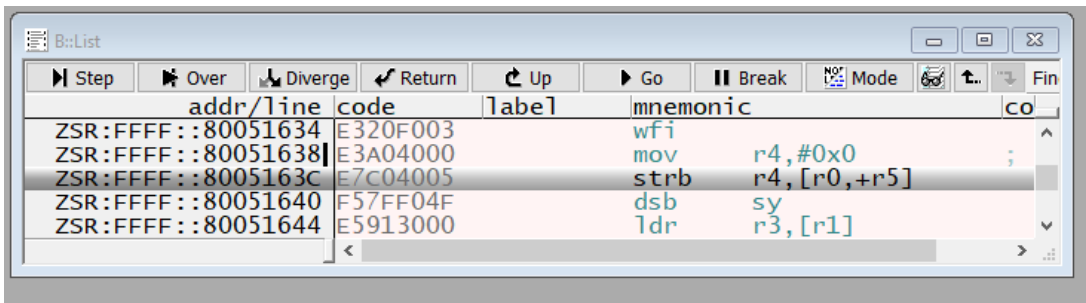 B::List
Step Over Diverge Return Up Go Break Mode t.. Fin
addr/line code label mnemonic co
ZSR:FFFF::80051634 E320F003 wfi
ZSR:FFFF::80051638 E3A04000 mov r4,#0x0 ;
ZSR:FFFF::8005163C E7C04005 strb r4,[r0,+r5]
ZSR:FFFF::80051640 F57FF04F dsb sy
ZSR:FFFF::80051644 E5913000 ldr r3,[r1]